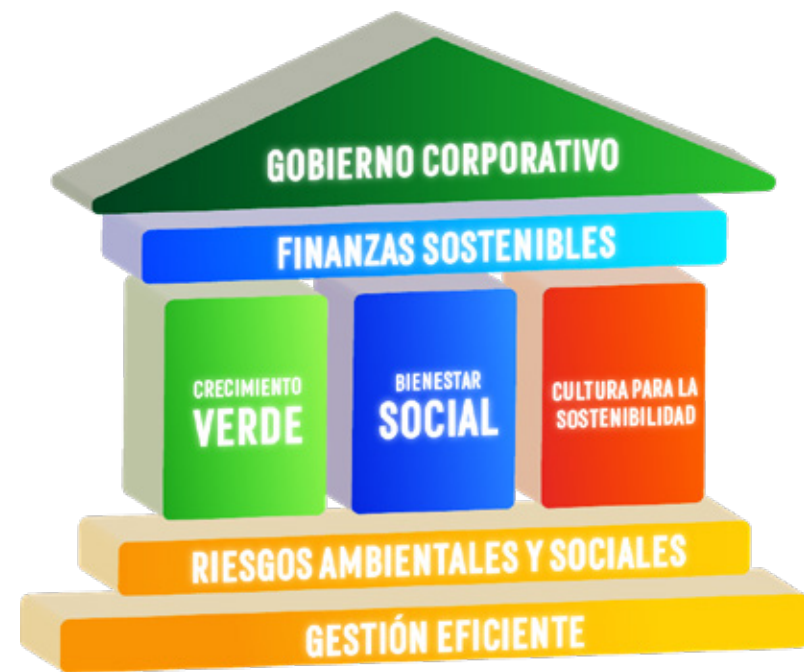 GOBIERNO CORPORATIVO
FINANZAS SOSTENIBLES
CRECIMIENTO
VERDE
BIENESTAR
SOCIAL
CULTURA PARA LA
SOSTENIBILIDAD
RIESGOS AMBIENTALES Y SOCIALES
GESTIÓN EFICIENTE